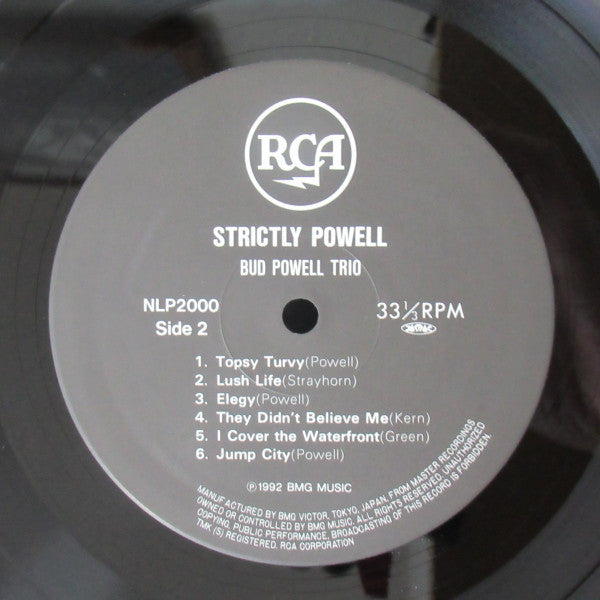 RCA
STRICTLY POWELL
BUD POWELL TRIO
NLP2000
Side 2
33⅓RPM
1. Topsy Turvy(Powell)
2. Lush Life(Strayhorn)
3. Elegy(Powell)
4. They Didn't Believe Me(Kern)
5. I Cover the Waterfront(Green)
6. Jump City(Powell)
℗1992 BMG MUSIC
MANUFACTURED BY BMG VICTOR, TOKYO, JAPAN, FROM MASTER RECORDINGS
OWNED OR CONTROLLED BY BMG MUSIC. ALL RIGHTS RESERVED. UNAUTHORIZED
COPYING, PUBLIC PERFORMANCE, BROADCASTING OF THIS RECORD IS FORBIDDEN.
TMK (S) REGISTERED. RCA CORPORATION